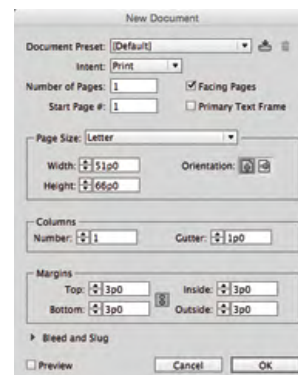 New Document
Document Preset: [Default]
Intent: Print
Number of Pages: 1 Facing Pages
Start Page #: 1 Primary Text Frame
Page Size: Letter
Width: 51p0 Orientation:
Height: 66p0
Columns
Number: 1 Gutter: 1p0
Margins
Top: 3p0 Inside: 3p0
Bottom: 3p0 Outside: 3p0
Bleed and Slug
Preview Cancel OK